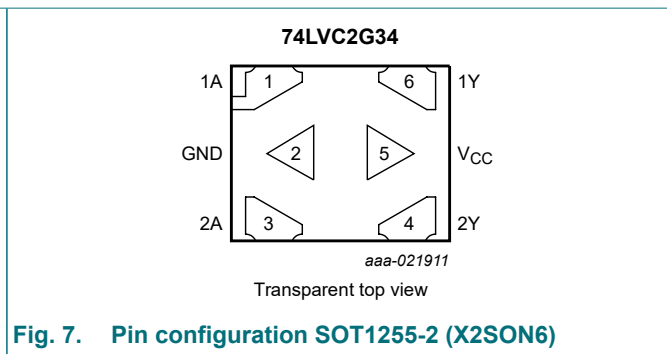 74LVC2G34
1A 1 6 1Y
GND 2 5 VCC
2A 3 4 2Y
aaa-021911
Transparent top view
Fig. 7. Pin configuration SOT1255-2 (X2SON6)